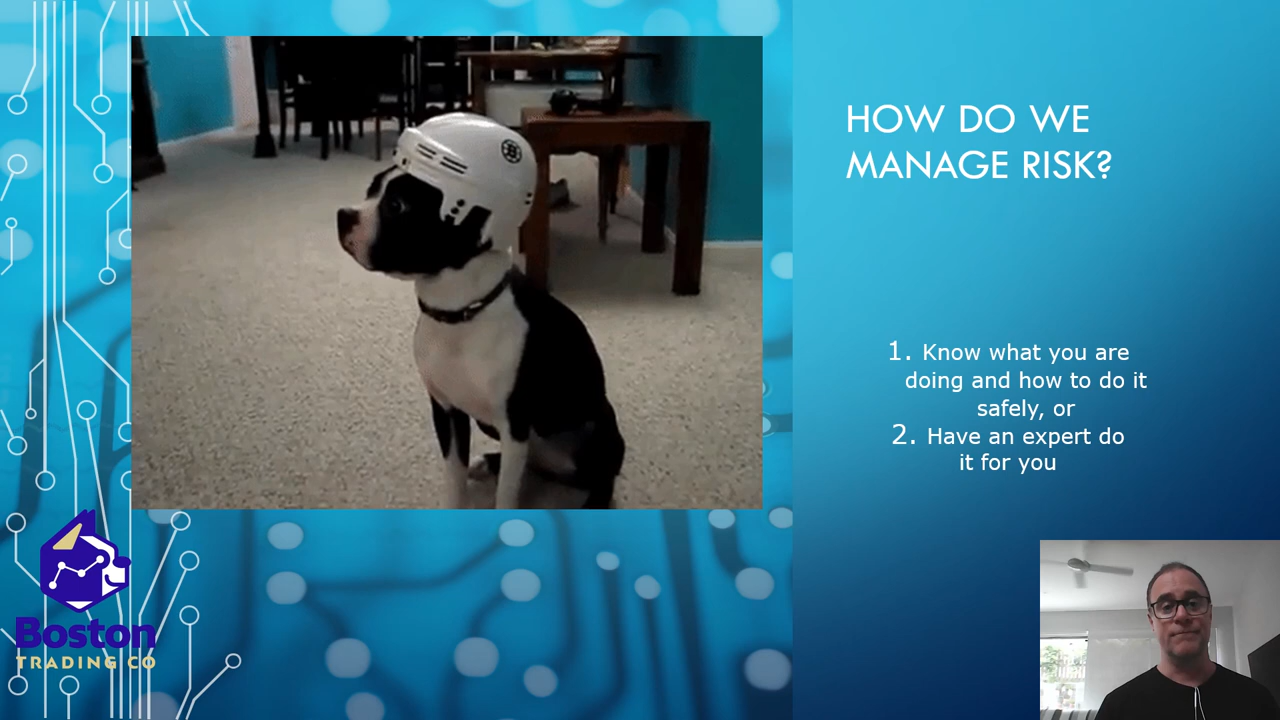 HOW DO WE
MANAGE RISK?
1. Know what you are
doing and how to do it
safely, or
2. Have an expert do
it for you
Boston
TRADING CO
B